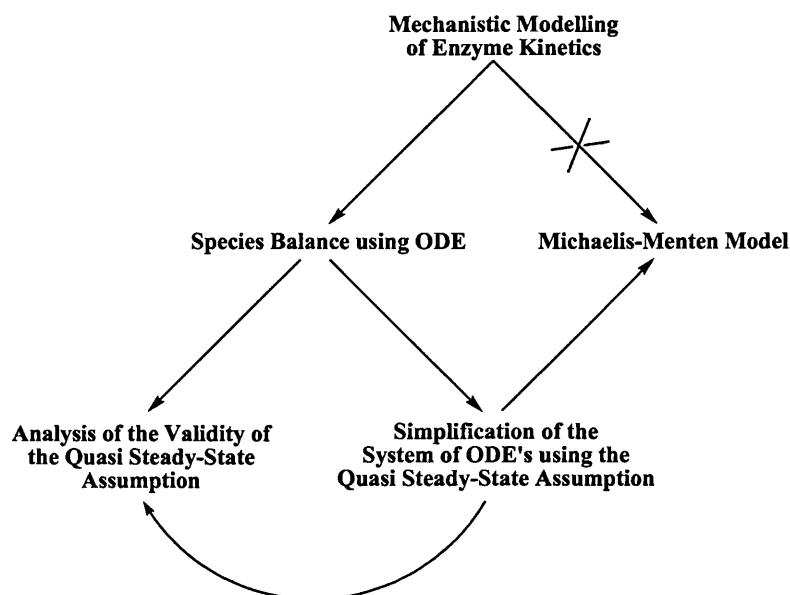 Mechanistic Modelling
of Enzyme Kinetics
Species Balance using ODE
Michaelis-Menten Model
Analysis of the Validity of
the Quasi Steady-State
Assumption
Simplification of the
System of ODE's using the
Quasi Steady-State Assumption